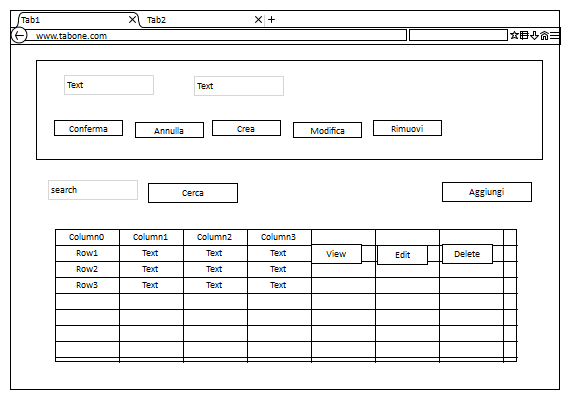 Tab1 Tab2
www.tabone.com
Text Text
Conferma Annulla Crea Modifica Rimuovi
search Cerca Aggiungi
Column0 Column1 Column2 Column3
Row1 Text Text Text View Edit Delete
Row2 Text Text Text
Row3 Text Text Text